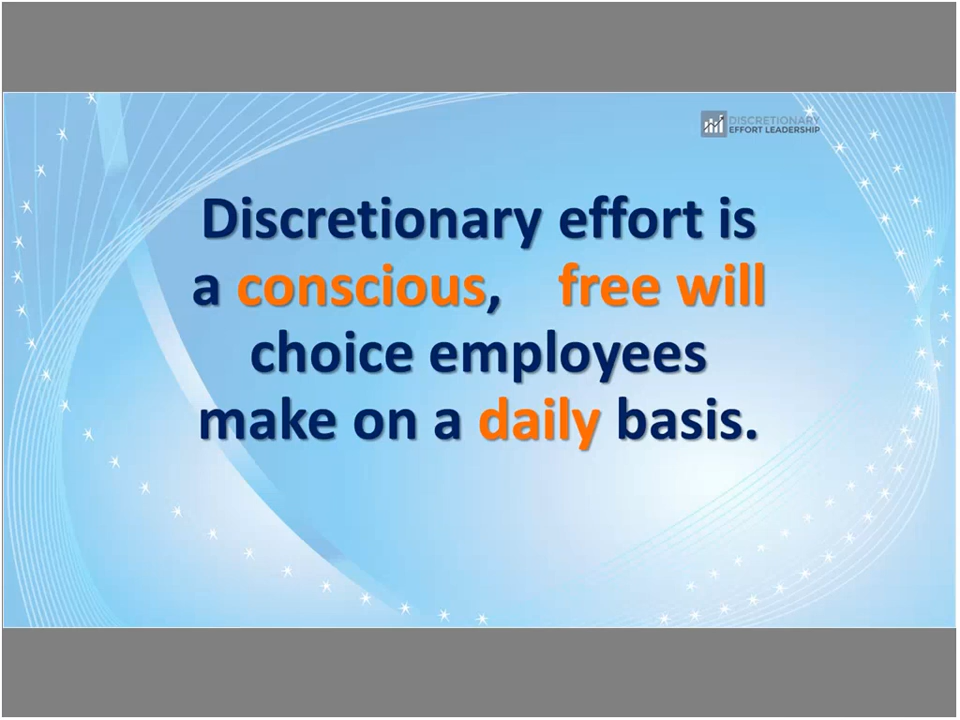 DISCRETIONARY
EFFORT LEADERSHIP
Discretionary effort is
a conscious, free will
choice employees
make on a daily basis.